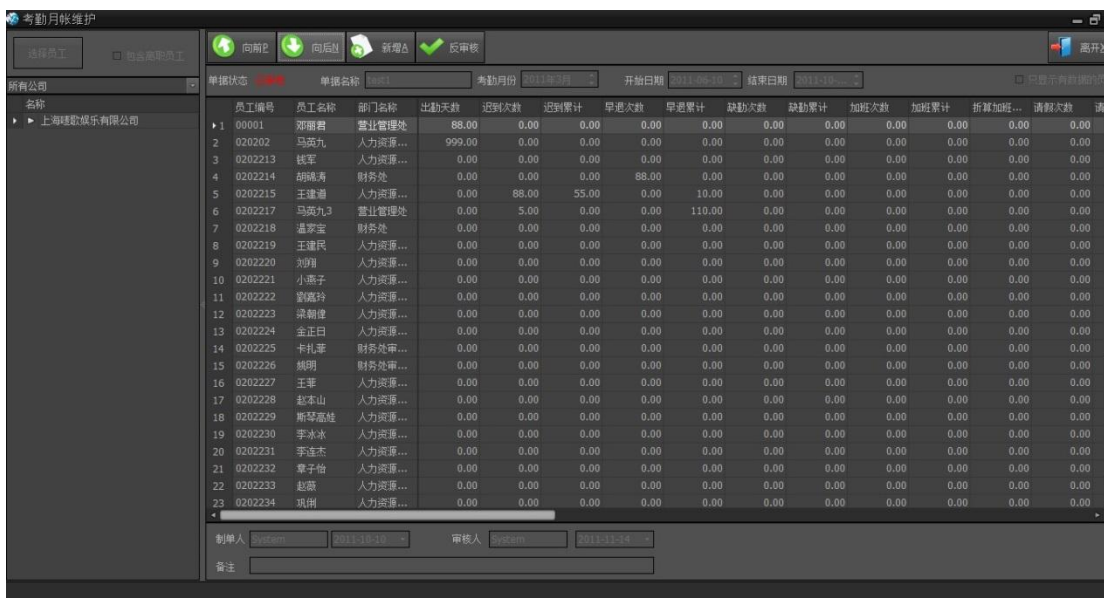 考勤月帐维护
选择员工 包含离职员工 向前P 向后N 新增A 反审核 离开X
所有公司
单据状态 已审核 单据名称 test1 考勤月份 2011年3月 开始日期 2011-06-10 结束日期 2011-10-... 只显示有数据的员
名称
上海嗄歌娱乐有限公司
员工编号 员工名称 部门名称 出勤天数 迟到次数 迟到累计 早退次数 早退累计 缺勤次数 缺勤累计 加班次数 加班累计 折算加班... 请假次数 请
1 00001 邓丽君 营业管理处 88.00 0.00 0.00 0.00 0.00 0.00 0.00 0.00 0.00 0.00 0.00
2 020202 马英九 人力资源... 999.00 0.00 0.00 0.00 0.00 0.00 0.00 0.00 0.00 0.00 0.00
3 0202213 钱军 人力资源... 0.00 0.00 0.00 0.00 0.00 0.00 0.00 0.00 0.00 0.00 0.00
4 0202214 胡锦涛 财务处 0.00 0.00 0.00 88.00 0.00 0.00 0.00 0.00 0.00 0.00 0.00
5 0202215 王建道 人力资源... 0.00 88.00 55.00 0.00 10.00 0.00 0.00 0.00 0.00 0.00 0.00
6 0202217 马英九3 营业管理处 0.00 5.00 0.00 0.00 110.00 0.00 0.00 0.00 0.00 0.00 0.00
7 0202218 温家宝 财务处 0.00 0.00 0.00 0.00 0.00 0.00 0.00 0.00 0.00 0.00 0.00
8 0202219 王建民 人力资源... 0.00 0.00 0.00 0.00 0.00 0.00 0.00 0.00 0.00 0.00 0.00
9 0202220 刘翔 人力资源... 0.00 0.00 0.00 0.00 0.00 0.00 0.00 0.00 0.00 0.00 0.00
10 0202221 小燕子 人力资源... 0.00 0.00 0.00 0.00 0.00 0.00 0.00 0.00 0.00 0.00 0.00
11 0202222 劉嘉玲 人力资源... 0.00 0.00 0.00 0.00 0.00 0.00 0.00 0.00 0.00 0.00 0.00
12 0202223 梁朝偉 人力资源... 0.00 0.00 0.00 0.00 0.00 0.00 0.00 0.00 0.00 0.00 0.00
13 0202224 金正日 人力资源... 0.00 0.00 0.00 0.00 0.00 0.00 0.00 0.00 0.00 0.00 0.00
14 0202225 卡扎菲 财务处审... 0.00 0.00 0.00 0.00 0.00 0.00 0.00 0.00 0.00 0.00 0.00
15 0202226 姚明 财务处审... 0.00 0.00 0.00 0.00 0.00 0.00 0.00 0.00 0.00 0.00 0.00
16 0202227 王菲 人力资源... 0.00 0.00 0.00 0.00 0.00 0.00 0.00 0.00 0.00 0.00 0.00
17 0202228 赵本山 人力资源... 0.00 0.00 0.00 0.00 0.00 0.00 0.00 0.00 0.00 0.00 0.00
18 0202229 斯琴高娃 人力资源... 0.00 0.00 0.00 0.00 0.00 0.00 0.00 0.00 0.00 0.00 0.00
19 0202230 李冰冰 人力资源... 0.00 0.00 0.00 0.00 0.00 0.00 0.00 0.00 0.00 0.00 0.00
20 0202231 李连杰 人力资源... 0.00 0.00 0.00 0.00 0.00 0.00 0.00 0.00 0.00 0.00 0.00
21 0202232 章子怡 人力资源... 0.00 0.00 0.00 0.00 0.00 0.00 0.00 0.00 0.00 0.00 0.00
22 0202233 赵薇 人力资源... 0.00 0.00 0.00 0.00 0.00 0.00 0.00 0.00 0.00 0.00 0.00
23 0202234 巩俐 人力资源... 0.00 0.00 0.00 0.00 0.00 0.00 0.00 0.00 0.00 0.00 0.00
制单人 System 2011-10-10 审核人 System 2011-11-14
备注